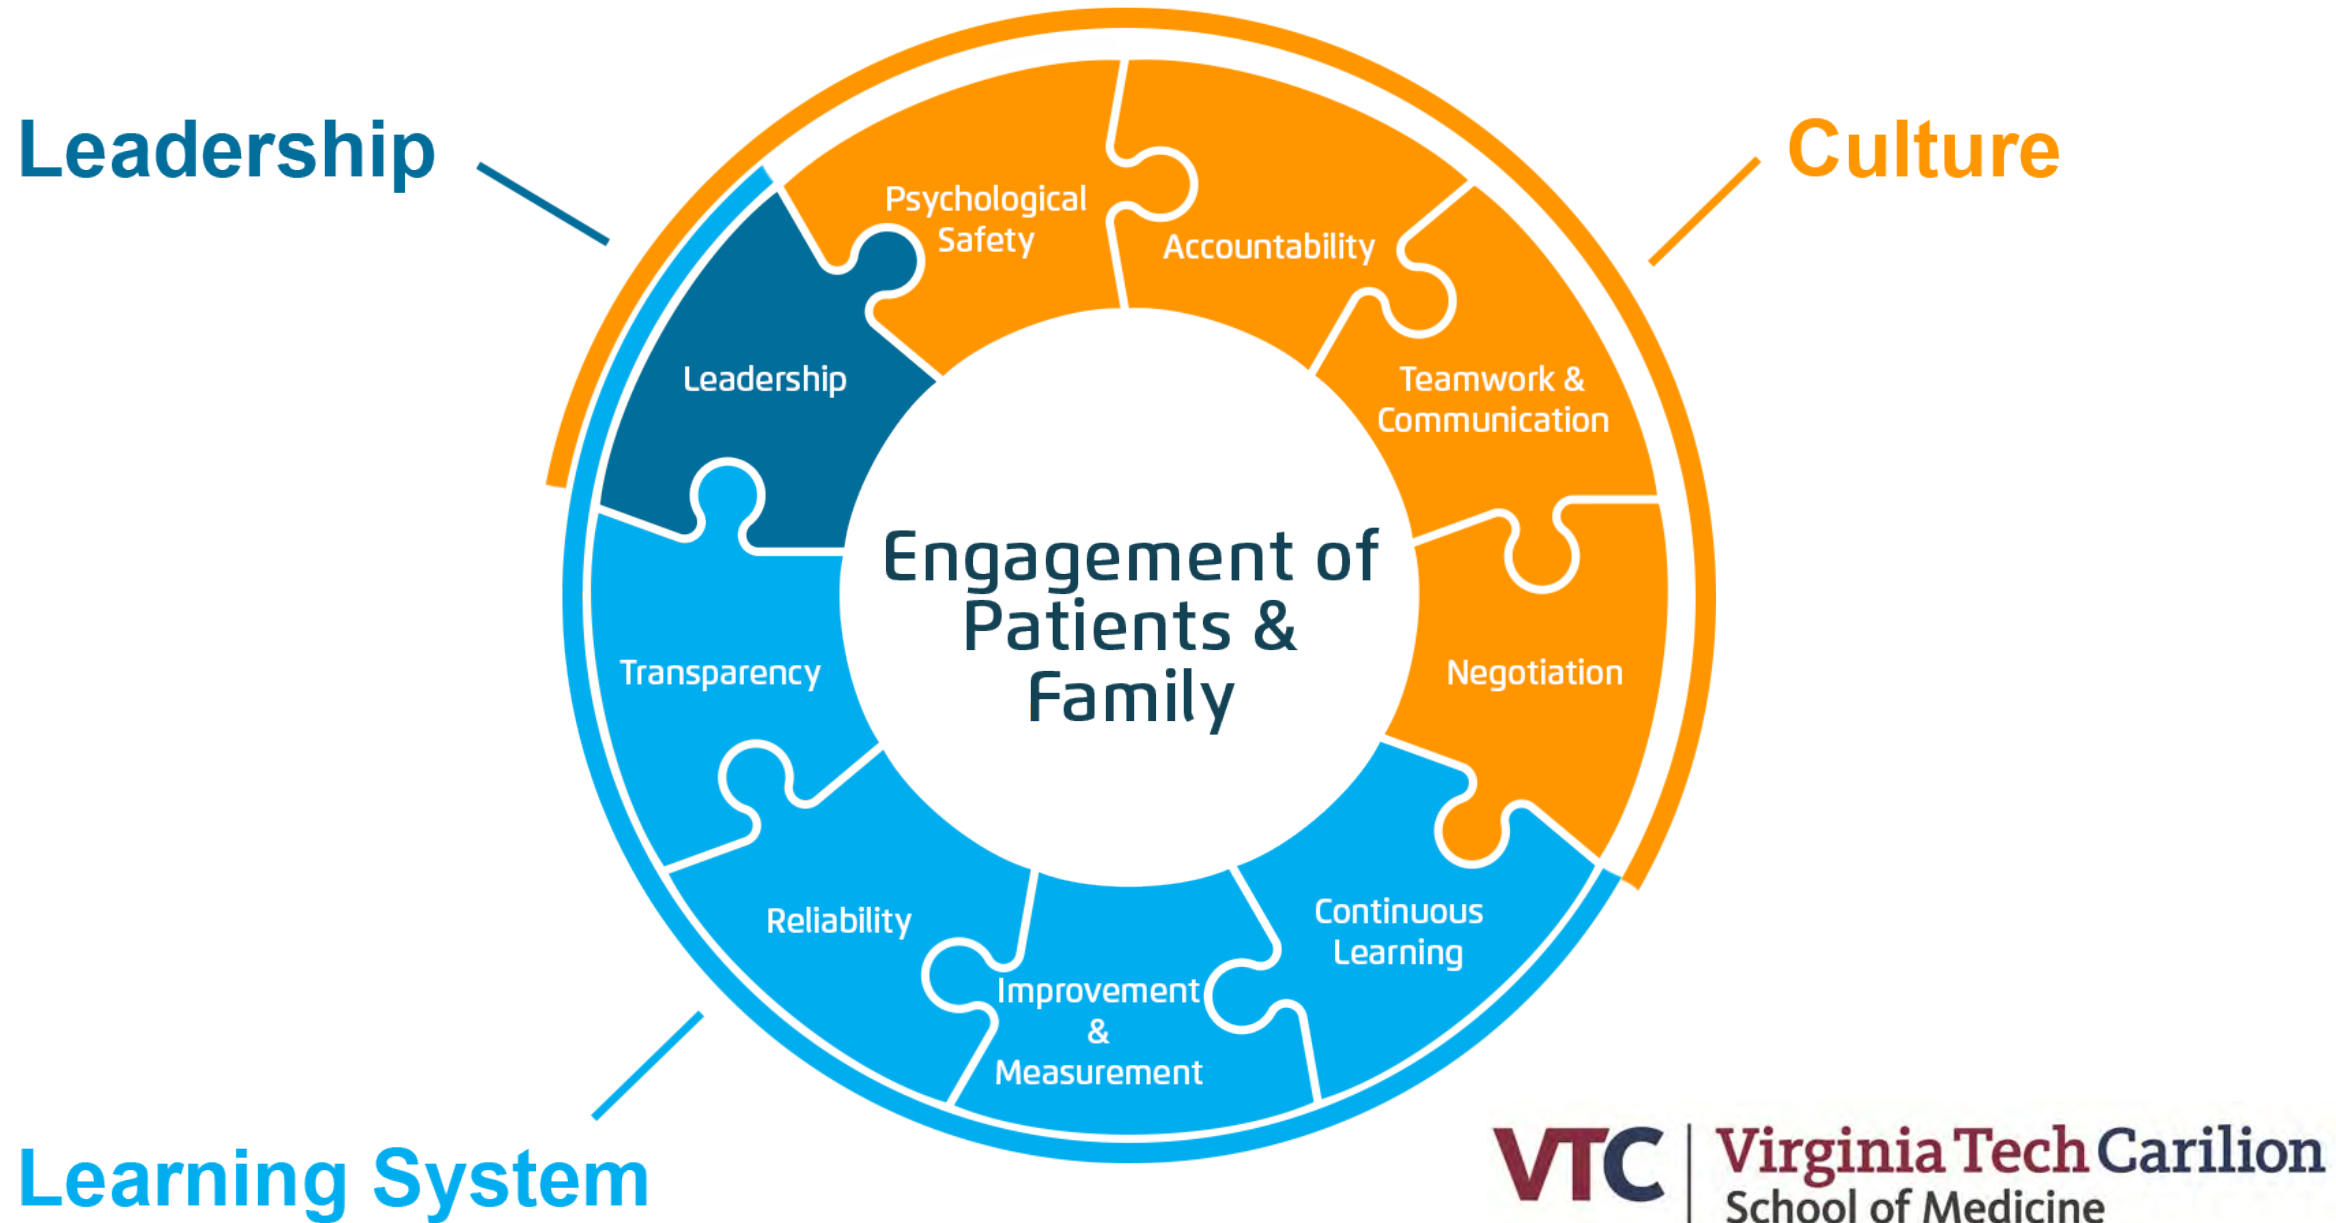 Leadership
Culture
Psychological
Safety
Accountability
Leadership
Teamwork &
Communication
Engagement of
Patients &
Family
Transparency
Negotiation
Reliability
Continuous
Learning
Improvement
&
Measurement
Learning System
VTC
Virginia Tech Carilion
School of Medicine